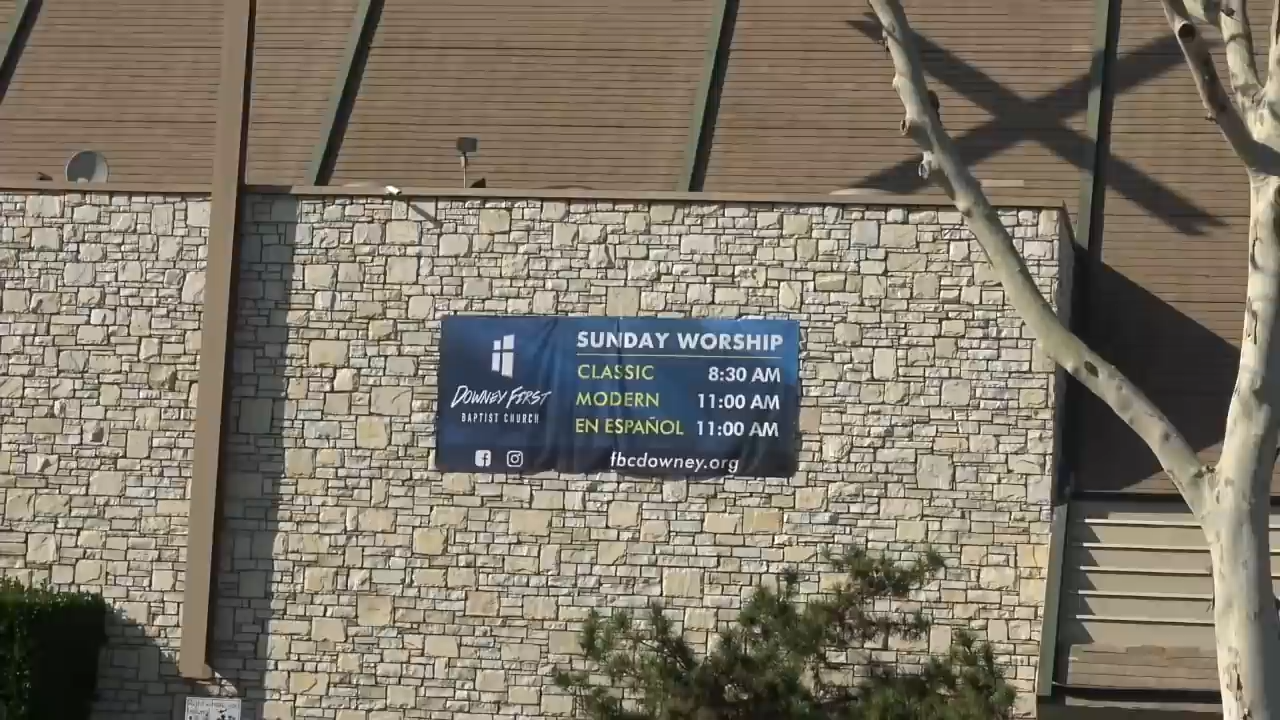 SUNDAY WORSHIP
CLASSIC 8:30 AM
MODERN 11:00 AM
EN ESPAÑOL 11:00 AM
fbcdowney.org
DOWNEY FIRST
BAPTIST CHURCH